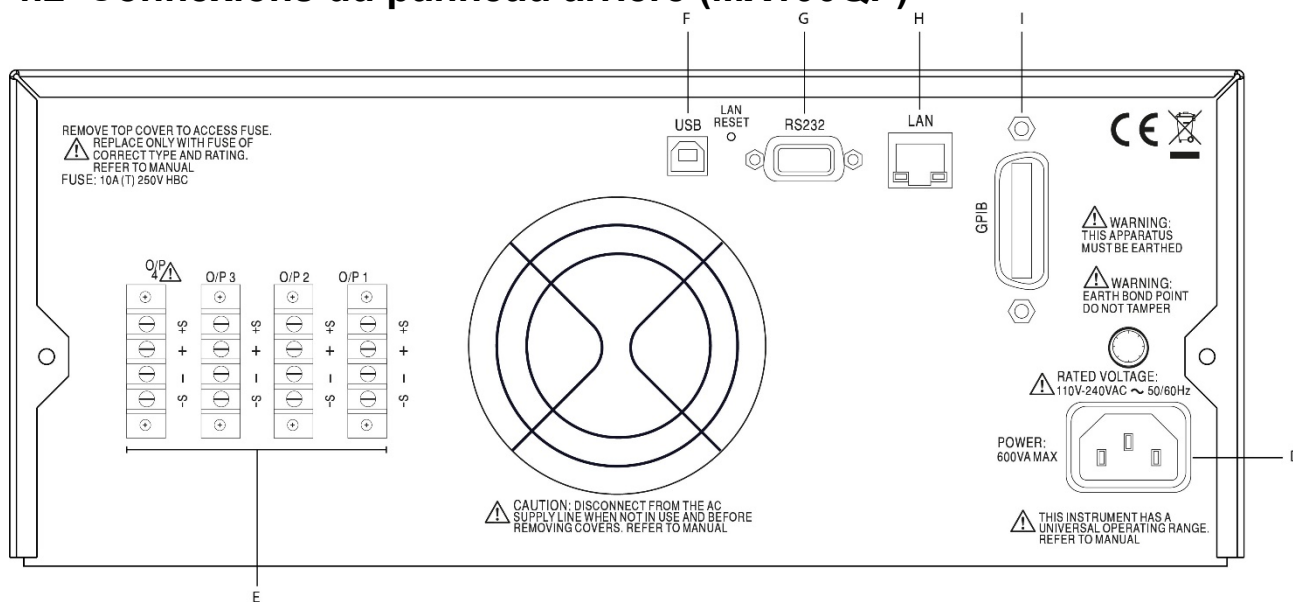 F
G
H
I
REMOVE TOP COVER TO ACCESS FUSE.
REPLACE ONLY WITH FUSE OF
CORRECT TYPE AND RATING.
REFER TO MANUAL
FUSE: 10A (T) 250V HBC
USB
LAN
RESET
RS232
LAN
GPIB
CE
WARNING:
THIS APPARATUS
MUST BE EARTHED
WARNING:
EARTH BOND POINT
DO NOT TAMPER
O/P
4
O/P 3
O/P 2
O/P 1
+S
+
–
-S
+S
+
–
-S
+S
+
–
-S
+S
+
–
-S
RATED VOLTAGE:
110V-240VAC ~ 50/60Hz
POWER:
600VA MAX
CAUTION: DISCONNECT FROM THE AC
SUPPLY LINE WHEN NOT IN USE AND BEFORE
REMOVING COVERS. REFER TO MANUAL
THIS INSTRUMENT HAS A
UNIVERSAL OPERATING RANGE.
REFER TO MANUAL
E